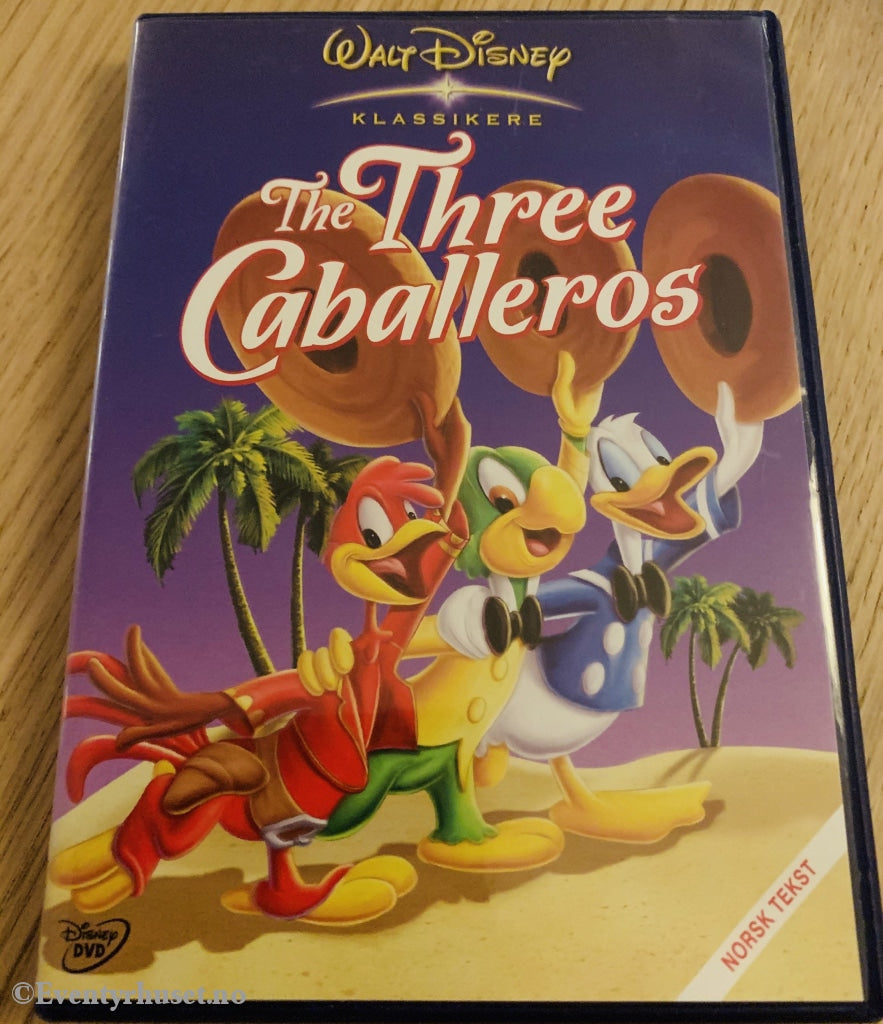 WALT DISNEY
KLASSIKERE
The Three
Caballeros
NORSK TEKST
DISNEY
DVD
©Eventyrhuset.no